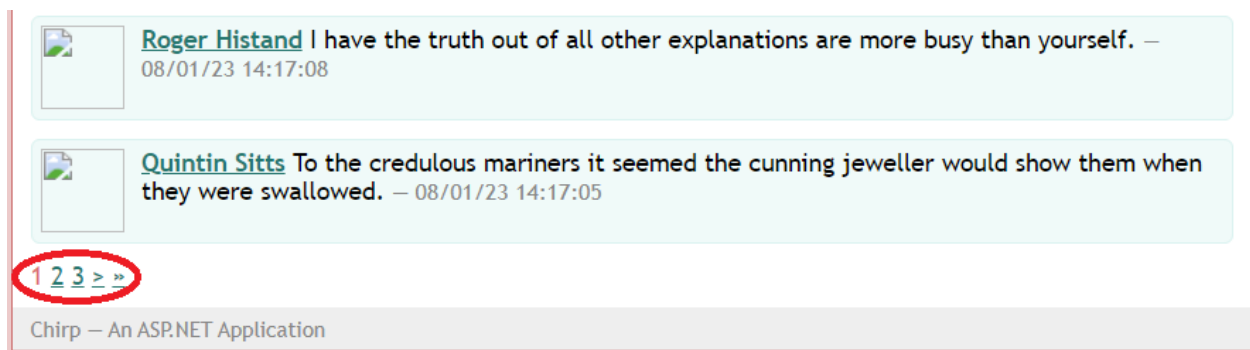 Roger Histand I have the truth out of all other explanations are more busy than yourself. —
08/01/23 14:17:08
Quintin Sitts To the credulous mariners it seemed the cunning jeweller would show them when
they were swallowed. — 08/01/23 14:17:05
1 2 3 > »
Chirp — An ASP.NET Application